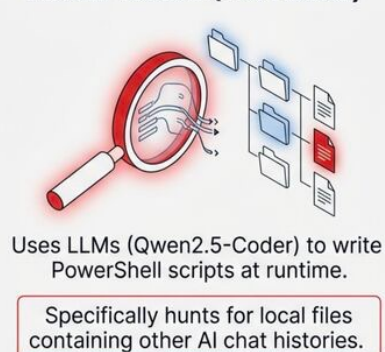 Uses LLMs (Qwen2.5-Coder) to write
PowerShell scripts at runtime.
Specifically hunts for local files
containing other AI chat histories.